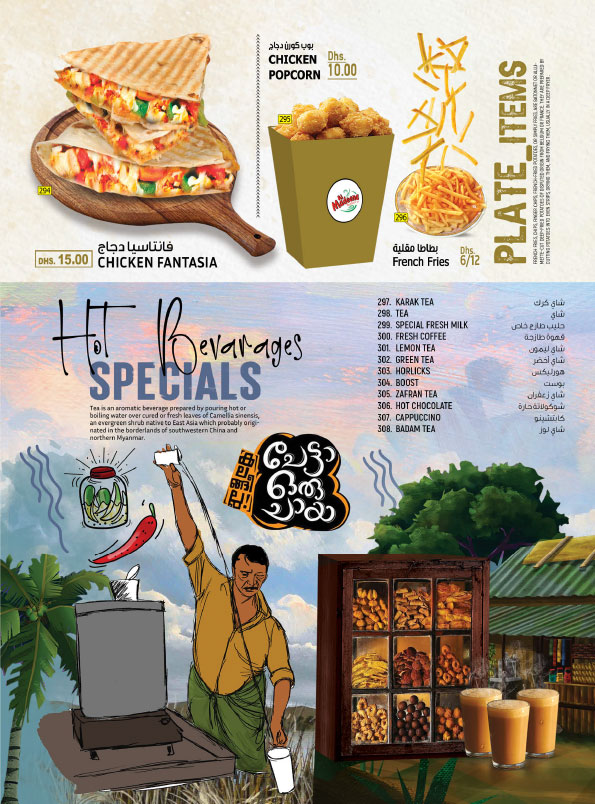 294
فانتاسيا دجاج
DHS. 15.00
CHICKEN FANTASIA
بوب كورن دجاج
CHICKEN
POPCORN
Dhs.
10.00
295
Al
296
بطاطا مقلية
French Fries
Dhs.
6/12
PLATE_ITEMS
Hot Bevarages
SPECIALS
Tea is an aromatic beverage prepared by pouring hot or
boiling water over cured or fresh leaves of Camellia sinensis,
an evergreen shrub native to East Asia which probably origi-
nated in the borderlands of southwestern China and
northern Myanmar.
297. KARAK TEA شاي كرك
298. TEA شاي
299. SPECIAL FRESH MILK حليب طازج خاص
300. FRESH COFFEE قهوة طازجة
301. LEMON TEA شاي ليمون
302. GREEN TEA شاي أخضر
303. HORLICKS هورليكس
304. BOOST بوست
305. ZAFRAN TEA شاي زعفران
306. HOT CHOCOLATE شوكولاتة حارة
307. CAPPUCCINO كابتشينو
308. BADAM TEA شاي لوز
ചേട്ടാ
ഒരു
ചായ